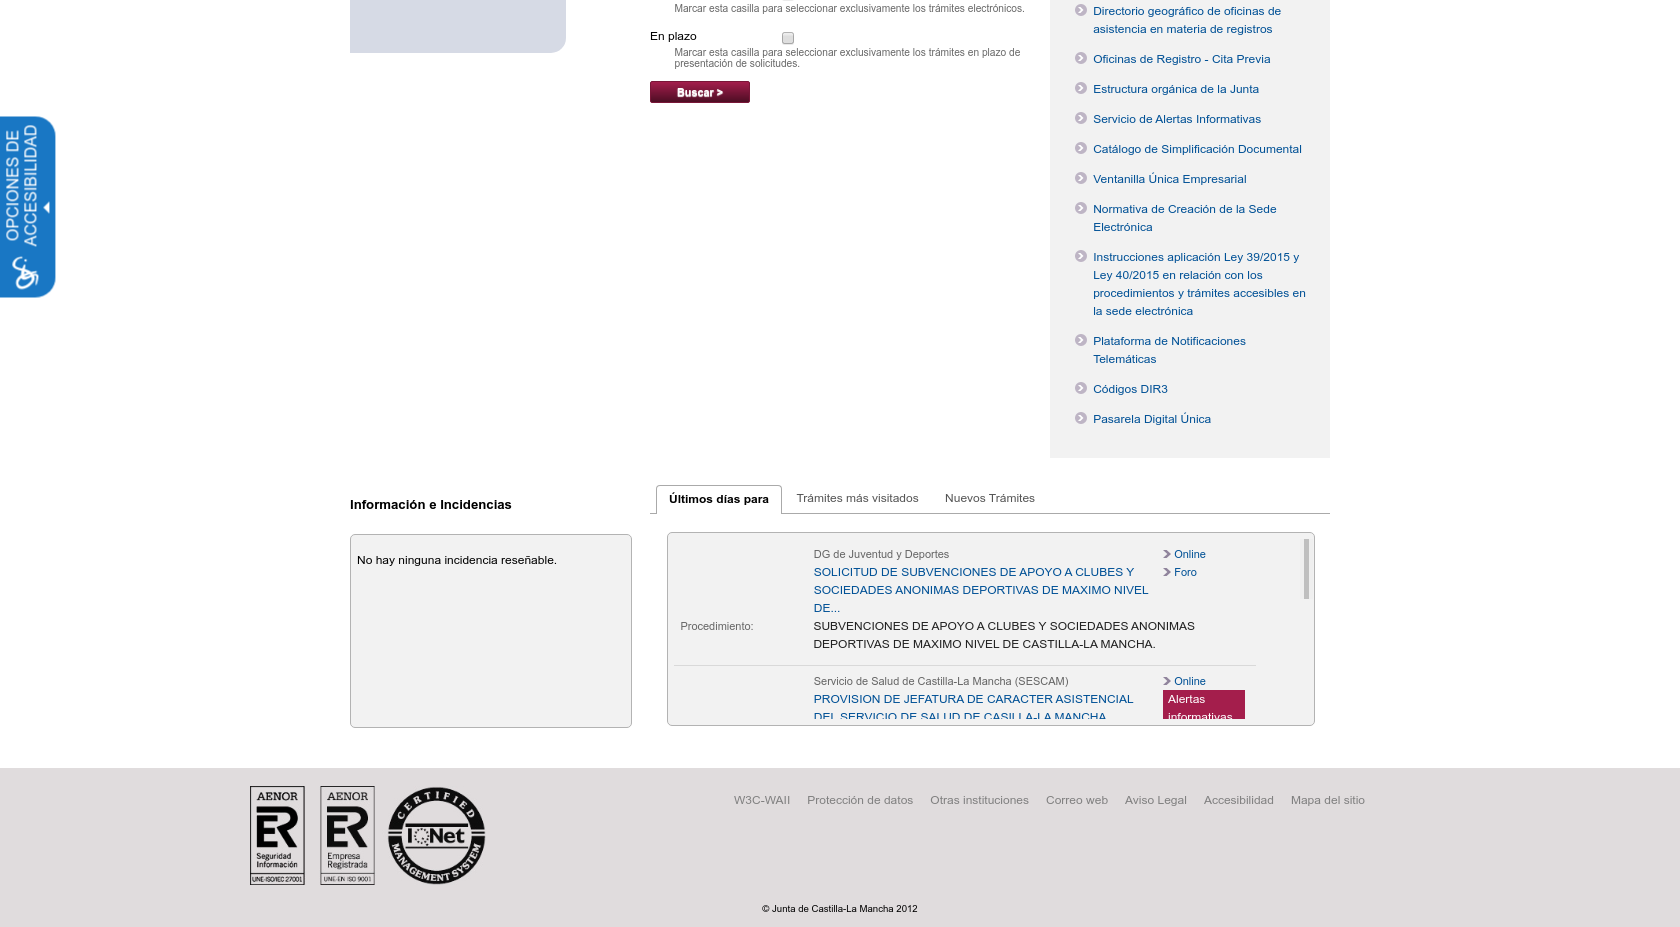 Marcar esta casilla para seleccionar exclusivamente los trámites electrónicos.
En plazo
Marcar esta casilla para seleccionar exclusivamente los trámites en plazo de
presentación de solicitudes.
Buscar >
Directorio geográfico de oficinas de
asistencia en materia de registros
Oficinas de Registro - Cita Previa
Estructura orgánica de la Junta
Servicio de Alertas Informativas
Catálogo de Simplificación Documental
Ventanilla Única Empresarial
Normativa de Creación de la Sede
Electrónica
Instrucciones aplicación Ley 39/2015 y
Ley 40/2015 en relación con los
procedimientos y trámites accesibles en
la sede electrónica
Plataforma de Notificaciones
Telemáticas
Códigos DIR3
Pasarela Digital Única
OPCIONES DE
ACCESIBILIDAD
Información e Incidencias
No hay ninguna incidencia reseñable.
Últimos días para
Trámites más visitados
Nuevos Trámites
DG de Juventud y Deportes
Online
SOLICITUD DE SUBVENCIONES DE APOYO A CLUBES Y
Foro
SOCIEDADES ANONIMAS DEPORTIVAS DE MAXIMO NIVEL
DE...
Procedimiento:
SUBVENCIONES DE APOYO A CLUBES Y SOCIEDADES ANONIMAS
DEPORTIVAS DE MAXIMO NIVEL DE CASTILLA-LA MANCHA.
Servicio de Salud de Castilla-La Mancha (SESCAM)
Online
PROVISION DE JEFATURA DE CARACTER ASISTENCIAL
Alertas
DEL SERVICIO DE SALUD DE CASILLA-LA MANCHA
informativas
AENOR
ER
Seguridad
Información
UNE-ISO/IEC 27001
AENOR
ER
Empresa
Registrada
UNE-EN ISO 9001
CERTIFIED
IQNet
MANAGEMENT SYSTEM
W3C-WAII
Protección de datos
Otras instituciones
Correo web
Aviso Legal
Accesibilidad
Mapa del sitio
© Junta de Castilla-La Mancha 2012